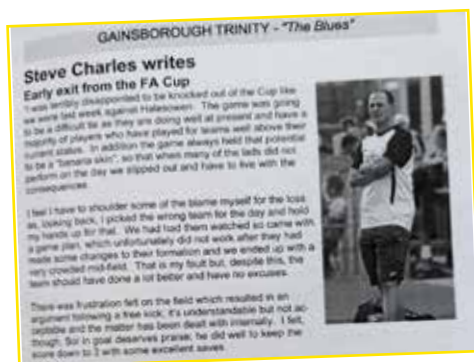 GAINSBOROUGH TRINITY - "The Blues"
Steve Charles writes
Early exit from the FA Cup
"I was terribly disappointed to be knocked out of the Cup like
we were last week against Halesowen. The game was going
to be a difficult tie as they are doing well at present and have a
majority of players who have played for teams well above their
current status. In addition the game always held that potential
to be a "banana skin", so that when many of the lads did not
perform on the day we slipped out and have to live with the
consequences.
I feel I have to shoulder some of the blame myself for the loss
as, looking back, I picked the wrong team for the day and hold
my hands up for that. We had had them watched so came with
a game plan, which unfortunately did not work after they had
made some changes to their formation and we ended up with a
very crowded mid-field. That is my fault but, despite this, the
team should have done a lot better and have no excuses.
There was frustration felt on the field which resulted in an
argument following a free kick; it's understandable but not ac-
ceptable and the matter has been dealt with internally. I felt,
though, in goal deserves praise; he did well to keep the
score down to with some excellent saves.